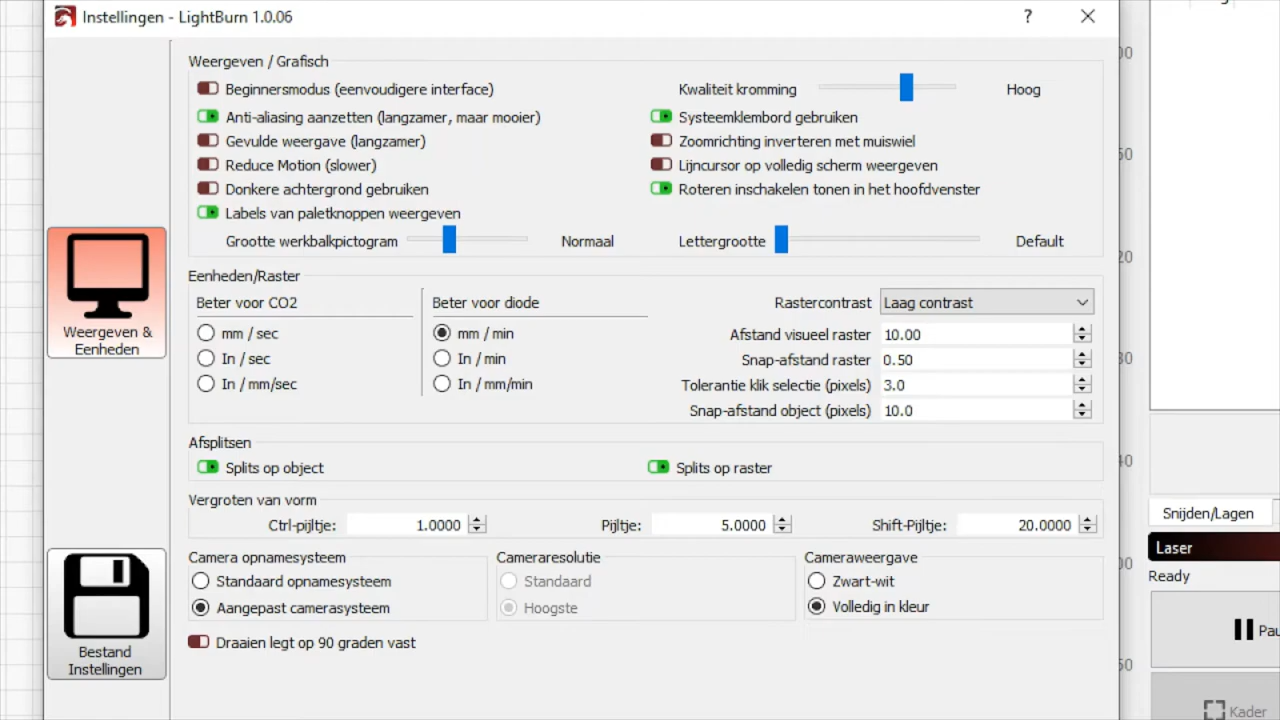 Instellingen - LightBurn 1.0.06
?
Weergeven / Grafisch
Beginnersmodus (eenvoudigere interface)
Kwaliteit kromming
Hoog
Anti-aliasing aanzetten (langzamer, maar mooier)
Systeemklembord gebruiken
Gevulde weergave (langzamer)
Zoomrichting inverteren met muiswiel
Reduce Motion (slower)
Lijncursor op volledig scherm weergeven
Donkere achtergrond gebruiken
Roteren inschakelen tonen in het hoofdvenster
Labels van paletknoppen weergeven
Grootte werkbalkpictogram
Normaal
Lettergrootte
Default
Weergeven &
Eenheden
Eenheden/Raster
Beter voor CO2
Beter voor diode
Rastercontrast
Laag contrast
mm / sec
mm / min
Afstand visueel raster
10.00
In / sec
In / min
Snap-afstand raster
0.50
In / mm/sec
In / mm/min
Tolerantie klik selectie (pixels)
3.0
Snap-afstand object (pixels)
10.0
Afsplitsen
Splits op object
Splits op raster
Vergroten van vorm
Ctrl-pijltje:
1.0000
Pijltje:
5.0000
Shift-Pijltje:
20.0000
Camera opnamesysteem
Cameraresolutie
Cameraweergave
Standaard opnamesysteem
Standaard
Zwart-wit
Aangepast camerasysteem
Hoogste
Volledig in kleur
Draaien legt op 90 graden vast
Bestand
Instellingen
Snijden/Lagen
Laser
Ready
Kader